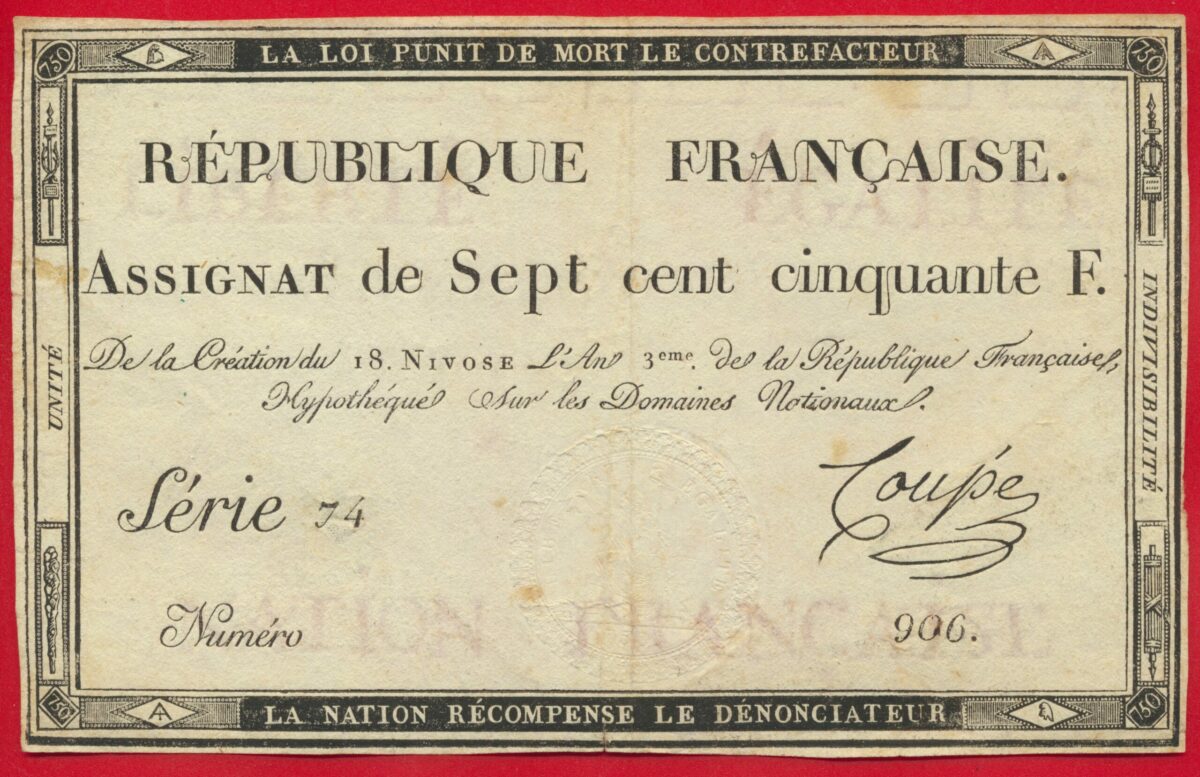 750
LA LOI PUNIT DE MORT LE CONTREFACTEUR
750
RÉPUBLIQUE FRANÇAISE.
ASSIGNAT de Sept cent cinquante F.
De la Création du 18. NIVOSE L'An 3eme. de la République Française,
Hypothéqué Sur les Domaines Nationaux.
UNITÉ
INDIVISIBILITÉ
Série 74
Coupé
Numéro 906.
750
LA NATION RÉCOMPENSE LE DÉNONCIATEUR
750